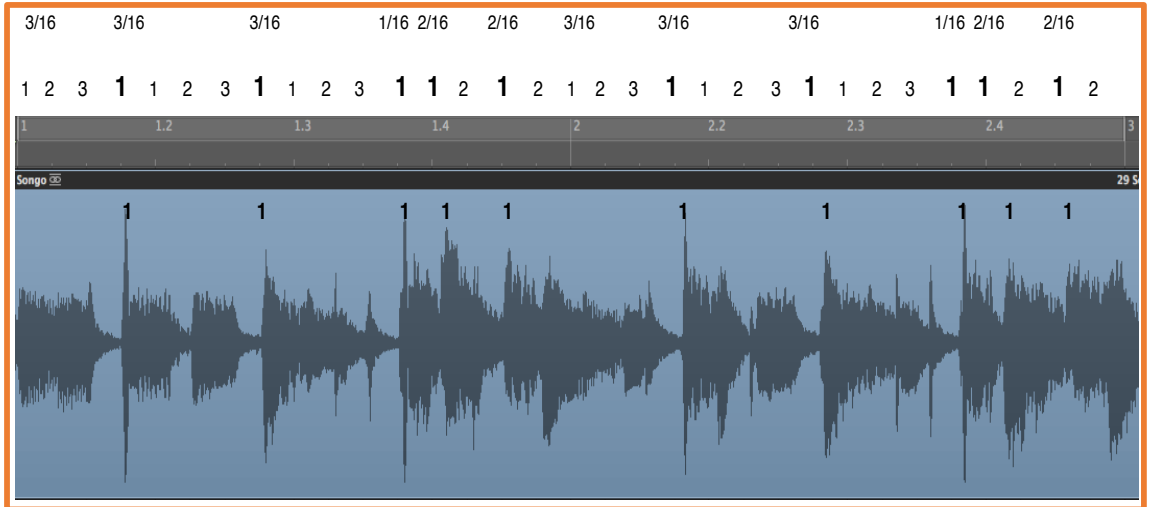 3/16 3/16 3/16 1/16 2/16 2/16 3/16 3/16 3/16 1/16 2/16 2/16
1 2 3 1 1 2 3 1 1 2 3 1 1 2 1 2 1 2 3 1 1 2 3 1 1 2 3 1 1 2 1 2
1 1.2 1.3 1.4 2 2.2 2.3 2.4 3
Songo 29 S
1 1 1 1 1 1 1 1 1 1